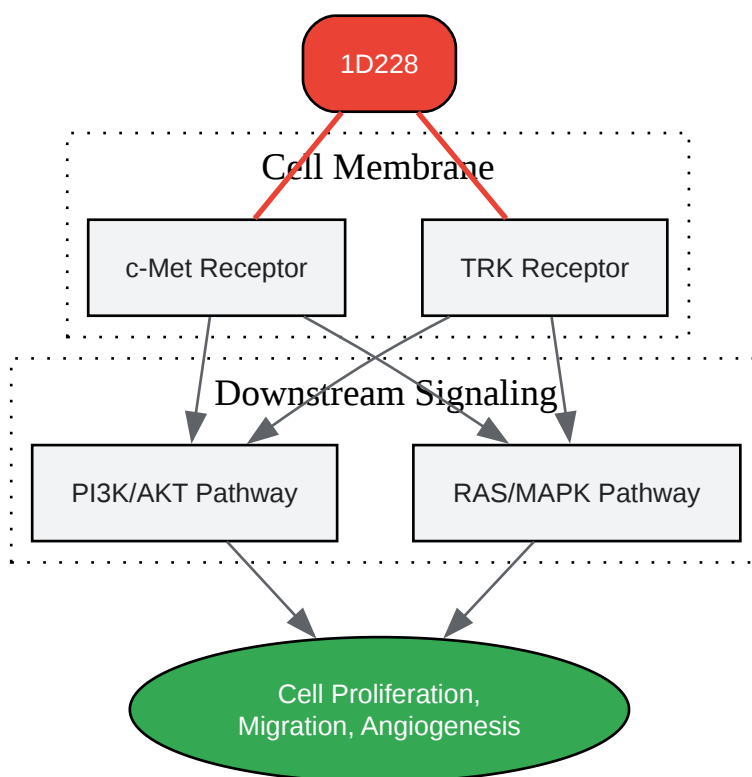 1D228
Cell Membrane
c-Met Receptor
TRK Receptor
Downstream Signaling
PI3K/AKT Pathway
RAS/MAPK Pathway
Cell Proliferation,
Migration, Angiogenesis